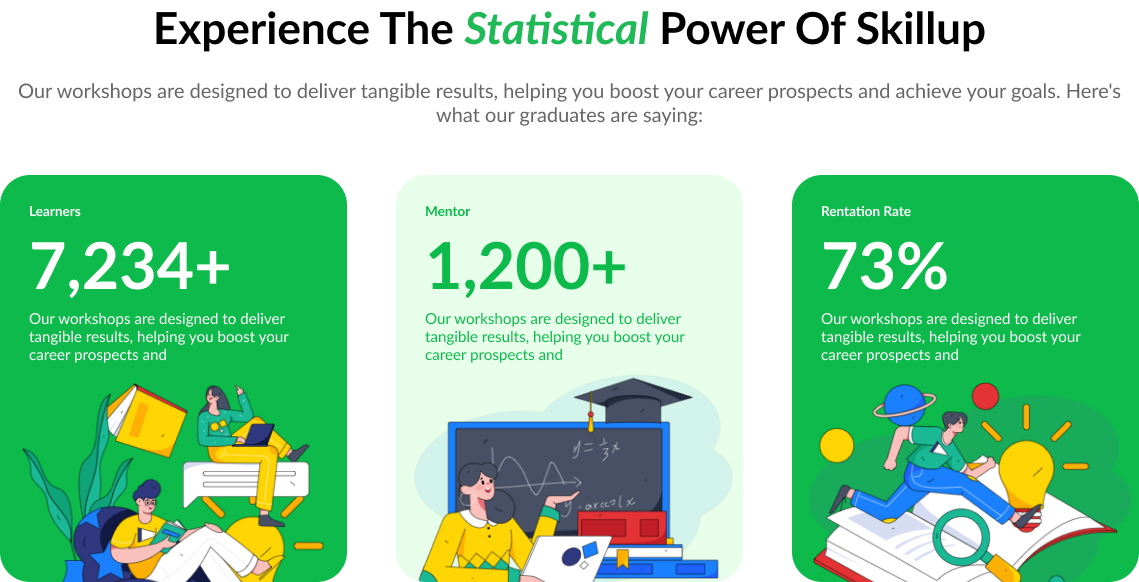 Experience The Statistical Power Of Skillup
Our workshops are designed to deliver tangible results, helping you boost your career prospects and achieve your goals. Here's
what our graduates are saying:
Learners
7,234+
Our workshops are designed to deliver
tangible results, helping you boost your
career prospects and
Mentor
1,200+
Our workshops are designed to deliver
tangible results, helping you boost your
career prospects and
y = 1/3 x
Rentation Rate
73%
Our workshops are designed to deliver
tangible results, helping you boost your
career prospects and